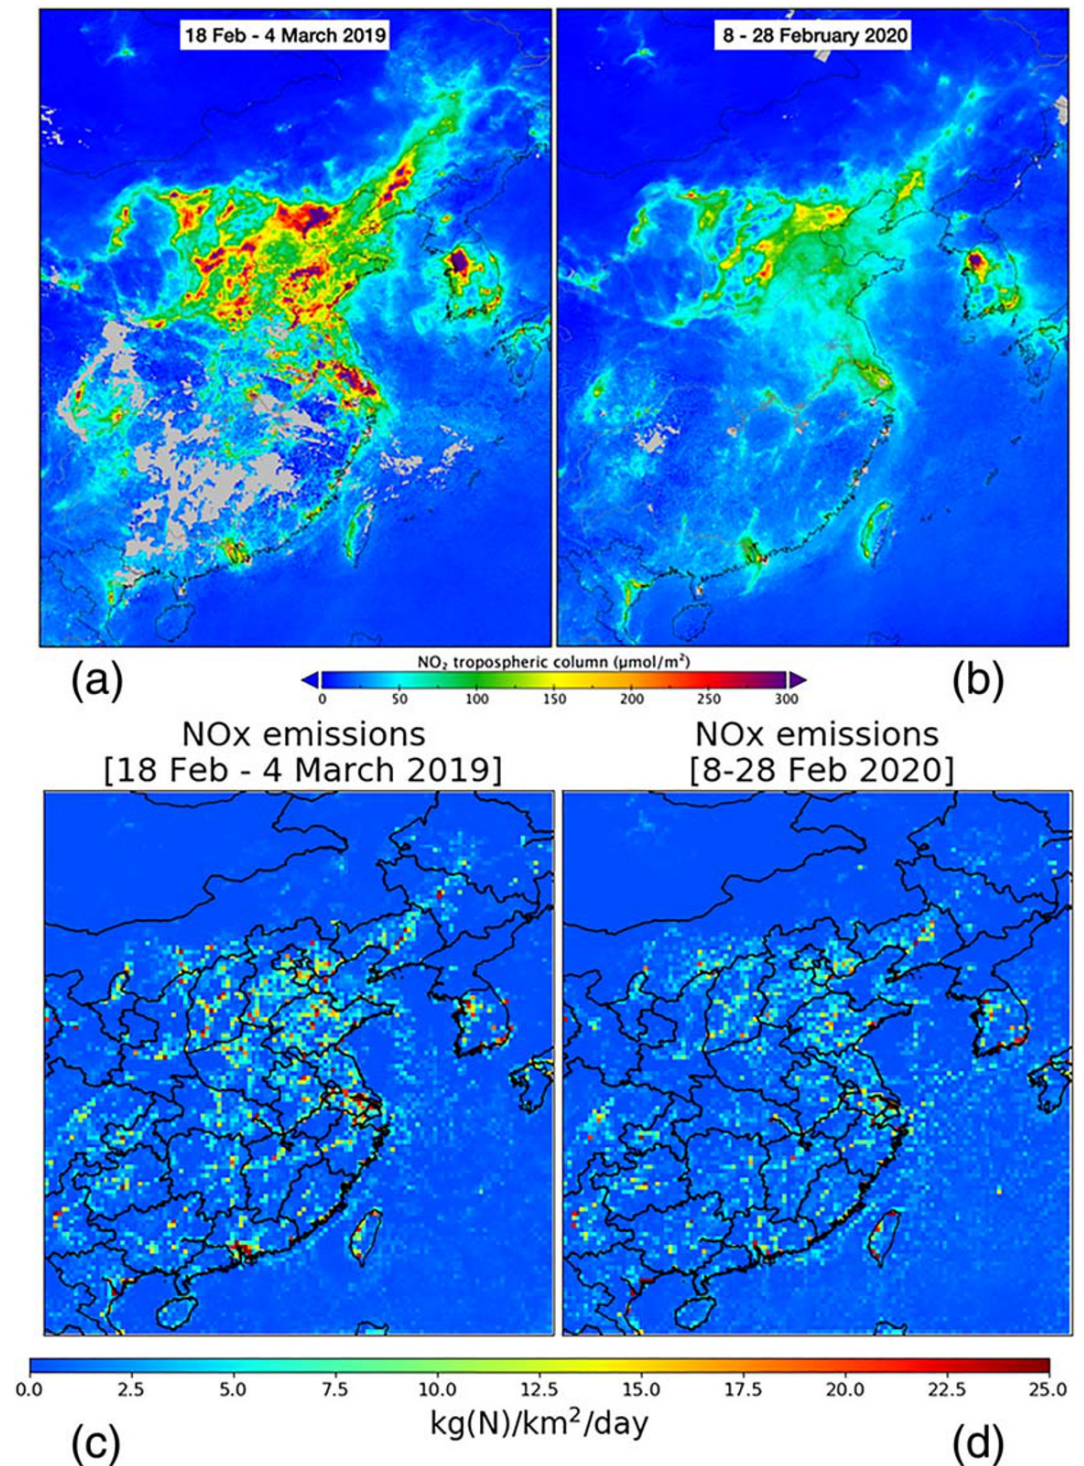 18 Feb - 4 March 2019
8 - 28 February 2020
(a)
NO₂ tropospheric column (μmol/m²)
(b)
0 50 100 150 200 250 300
NOx emissions
[18 Feb - 4 March 2019]
NOx emissions
[8-28 Feb 2020]
0.0 2.5 5.0 7.5 10.0 12.5 15.0 17.5 20.0 22.5 25.0
kg(N)/km²/day
(c)
(d)